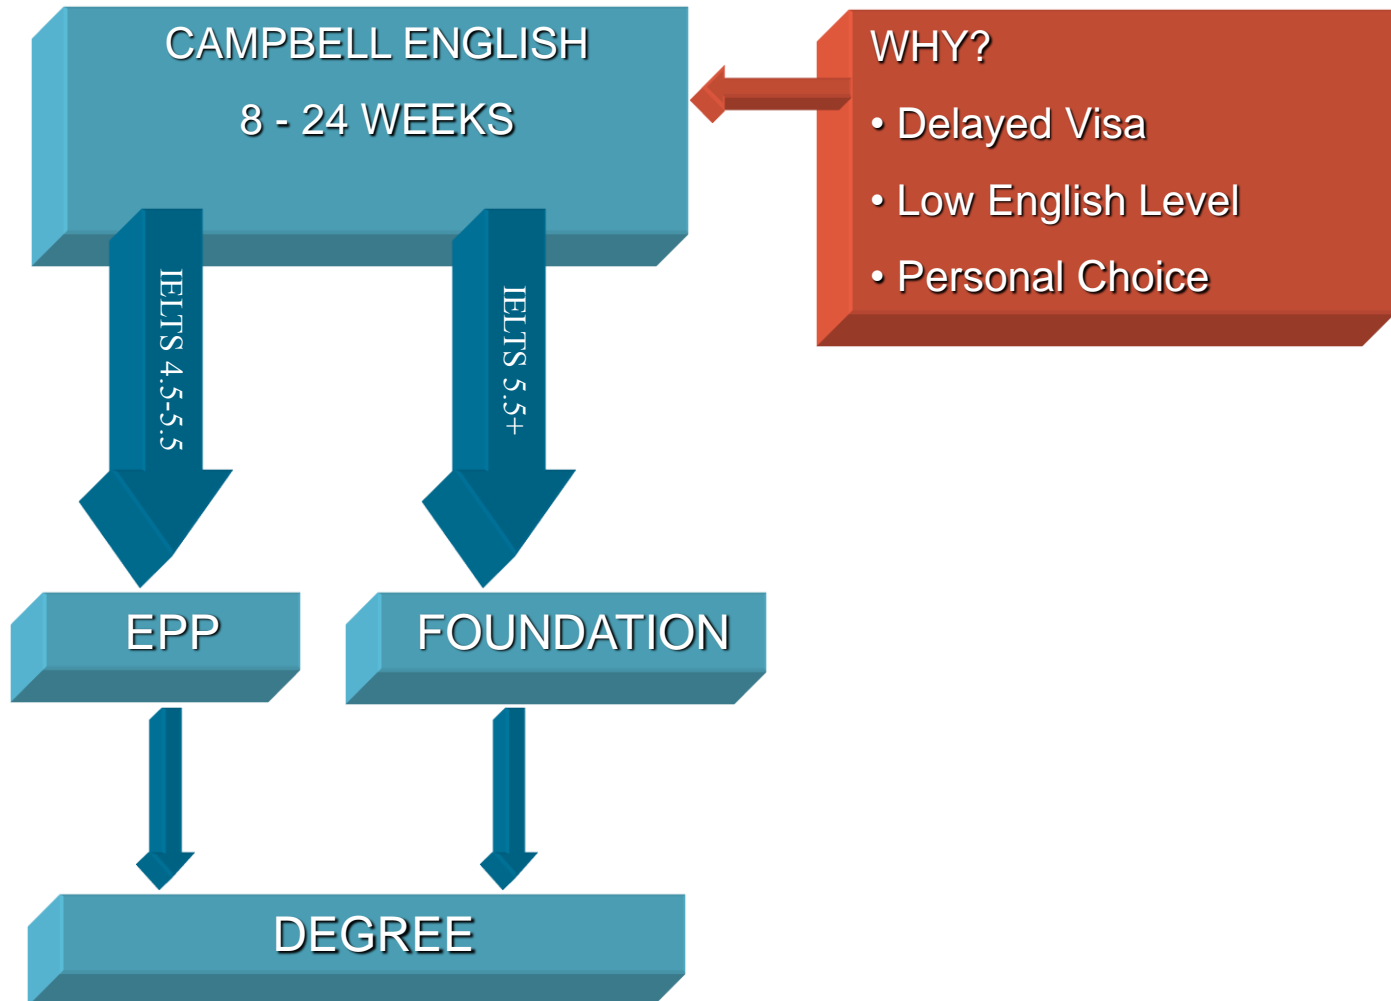 CAMPBELL ENGLISH
8 - 24 WEEKS
WHY?
• Delayed Visa
• Low English Level
• Personal Choice
IELTS 4.5-5.5
IELTS 5.5+
EPP
FOUNDATION
DEGREE